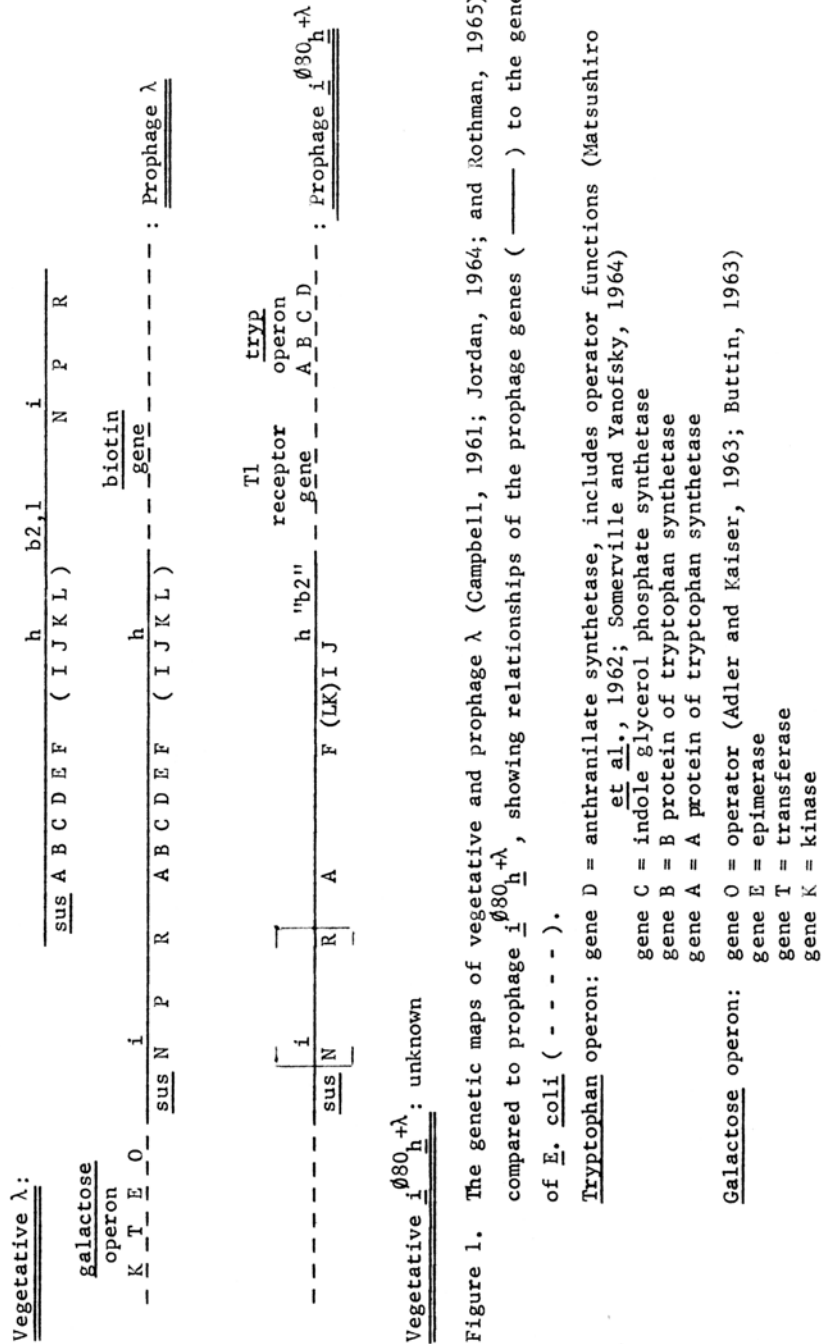 Vegetative λ:
h b2,1 i
sus A B C D E F ( I J K L ) N P R
galactose
operon
biotin
gene
K T E O i h
: Prophage λ
sus N P R A B C D E F ( I J K L )
T1
receptor
gene
tryp
operon
A B C D
i h "b2"
: Prophage i Ø80 h +λ
sus N R A F (LK) I J
Vegetative i Ø80 h +λ : unknown
Figure 1. The genetic maps of vegetative and prophage λ (Campbell, 1961; Jordan, 1964; and Rothman, 1965)
compared to prophage i Ø80 h +λ , showing relationships of the prophage genes ( ——— ) to the gene
of E. coli ( - - - - ).
Tryptophan operon: gene D = anthranilate synthetase, includes operator functions (Matsushiro
et al., 1962; Somerville and Yanofsky, 1964)
gene C = indole glycerol phosphate synthetase
gene B = B protein of tryptophan synthetase
gene A = A protein of tryptophan synthetase
Galactose operon: gene O = operator (Adler and Kaiser, 1963; Buttin, 1963)
gene E = epimerase
gene T = transferase
gene K = kinase